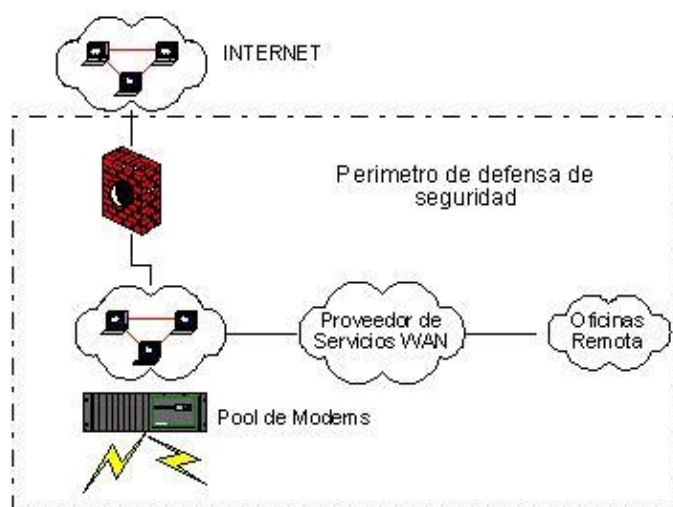 INTERNET
Perimetro de defensa de
seguridad
Proveedor de
Servicios WAN
Oficinas
Remota
Pool de Modems